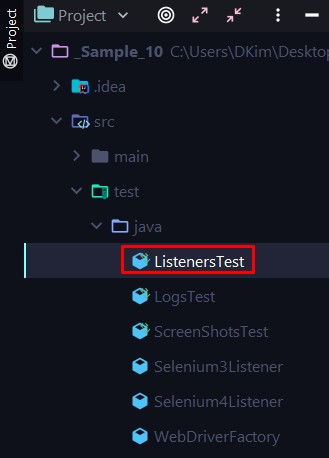 Project
Project
_Sample_10 C:\Users\DKim\Desktop
.idea
src
main
test
java
ListenersTest
LogsTest
ScreenShotsTest
Selenium3Listener
Selenium4Listener
WebDriverFactory